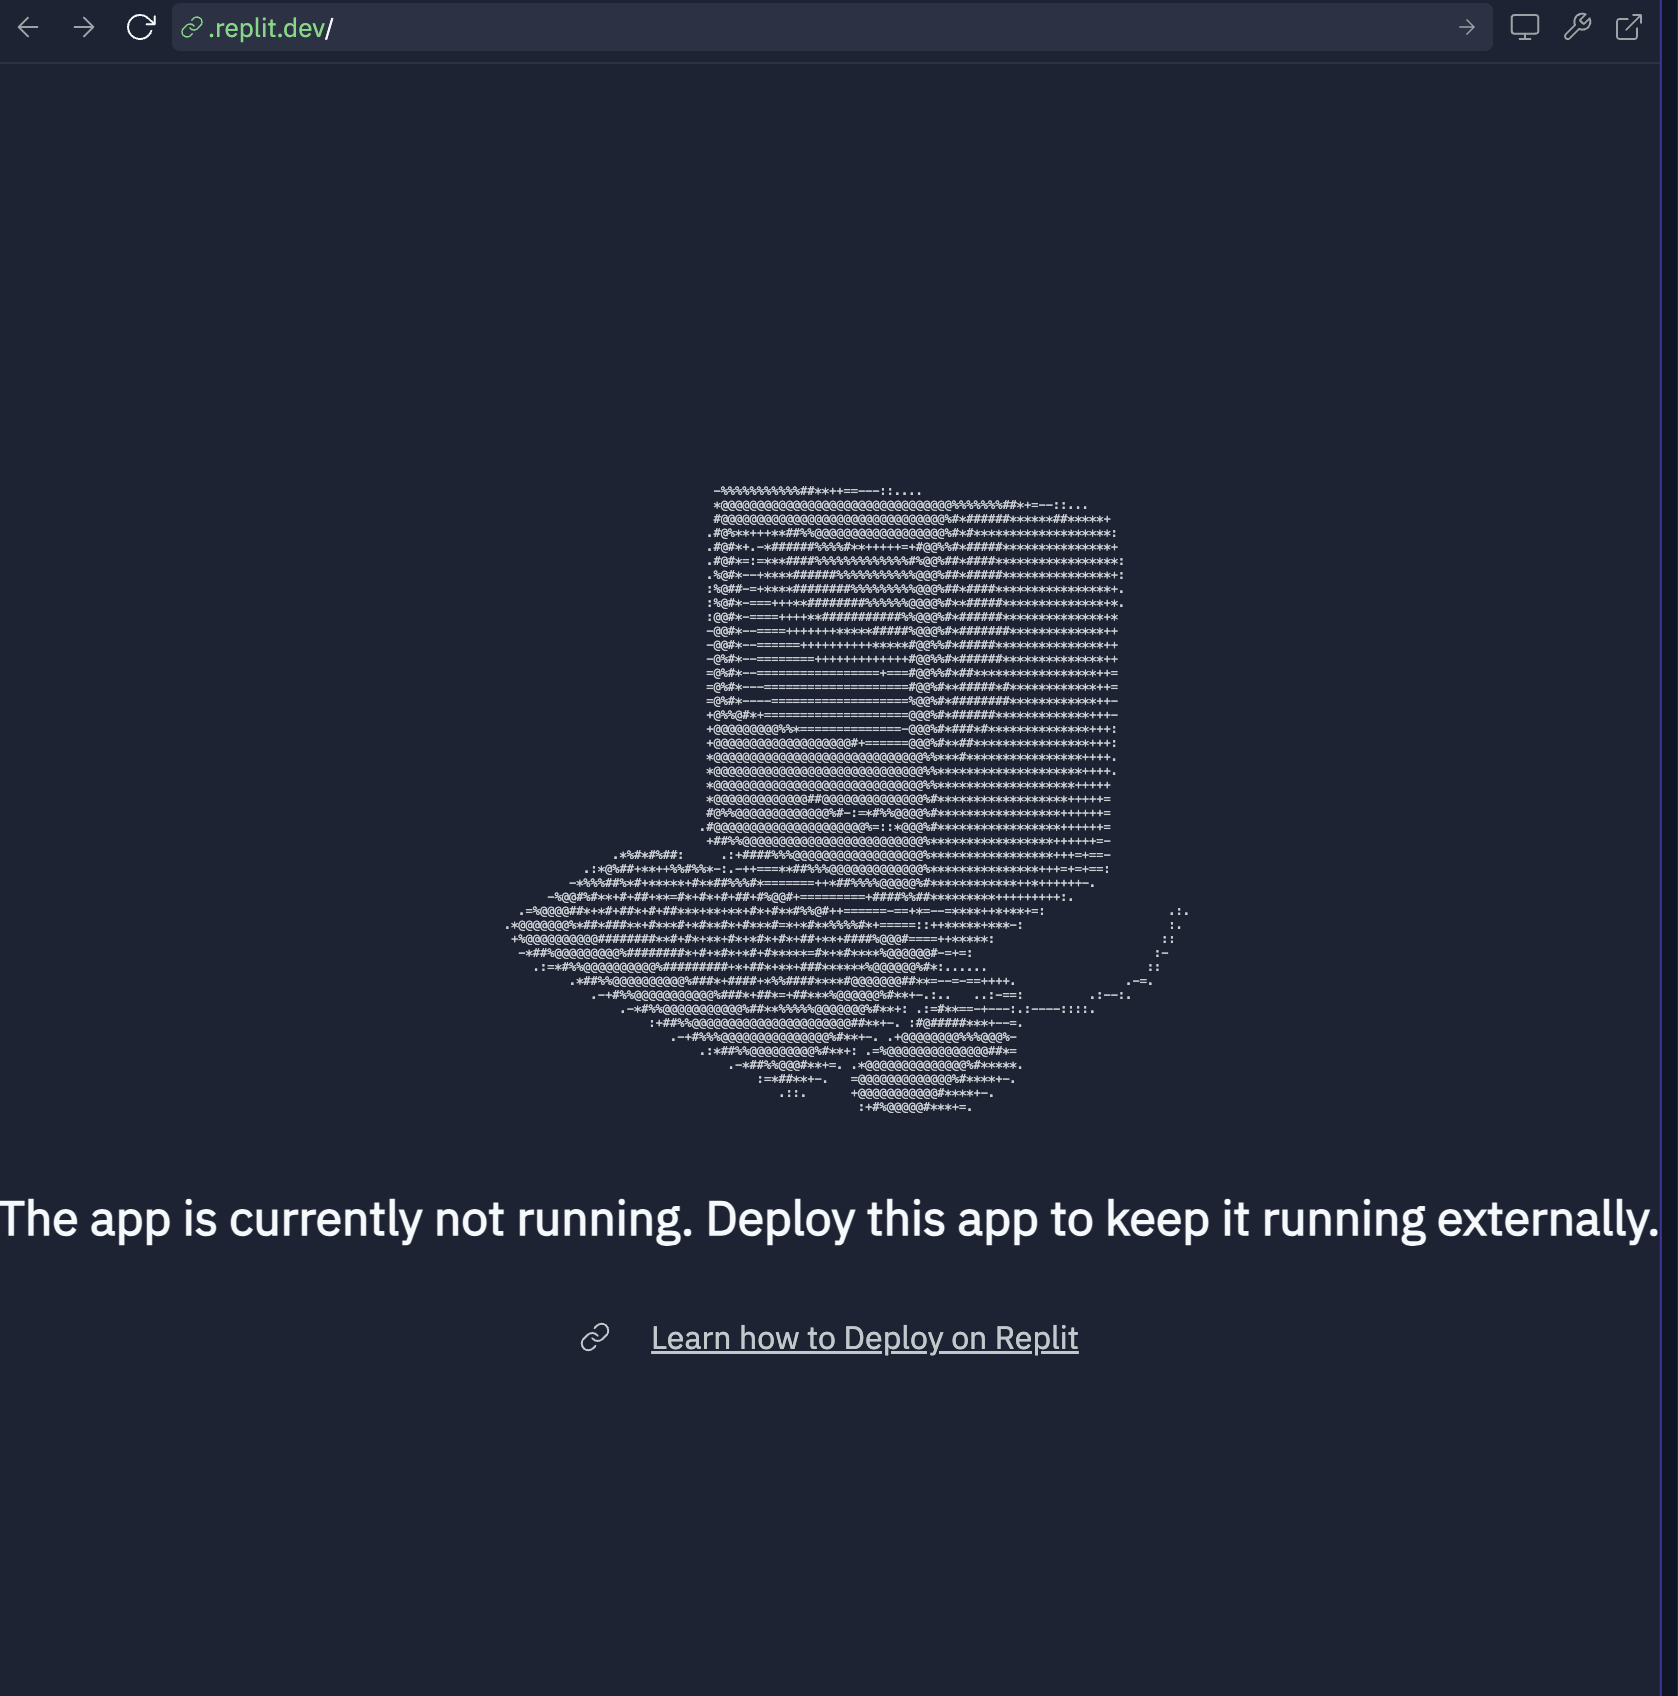 .replit.dev/
The app is currently not running. Deploy this app to keep it running externally.
Learn how to Deploy on Replit